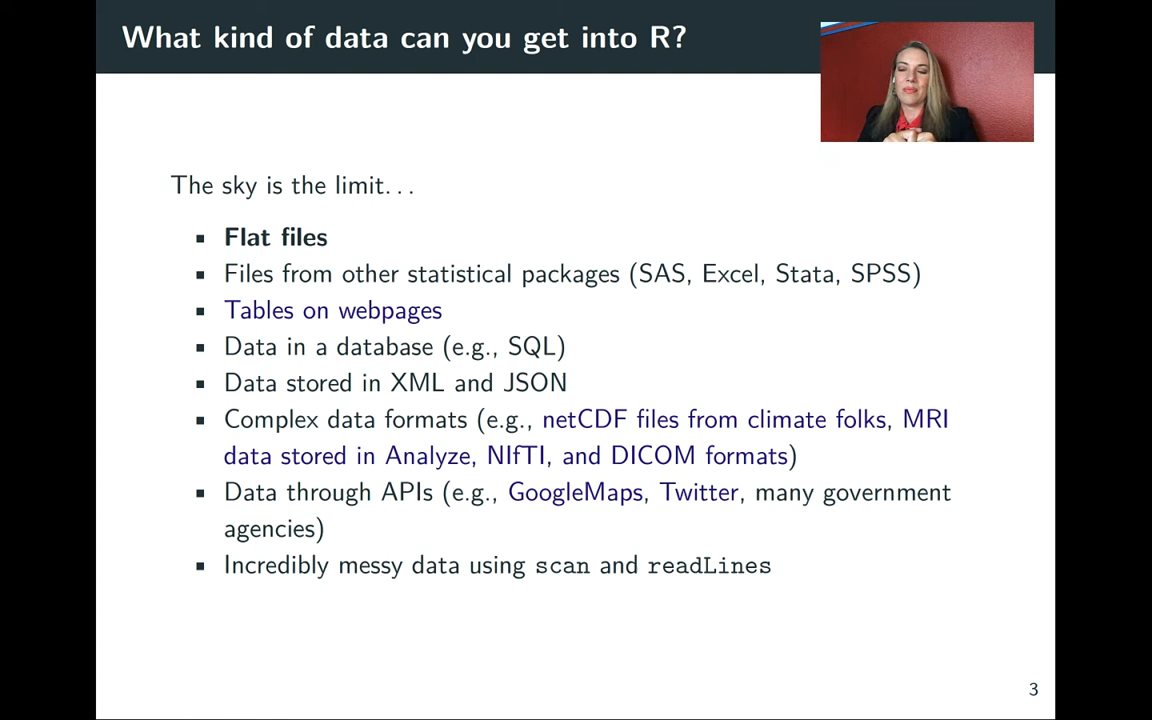 What kind of data can you get into R?
The sky is the limit...
▪ Flat files
▪ Files from other statistical packages (SAS, Excel, Stata, SPSS)
▪ Tables on webpages
▪ Data in a database (e.g., SQL)
▪ Data stored in XML and JSON
▪ Complex data formats (e.g., netCDF files from climate folks, MRI
data stored in Analyze, NIfTI, and DICOM formats)
▪ Data through APIs (e.g., GoogleMaps, Twitter, many government
agencies)
▪ Incredibly messy data using scan and readLines
3